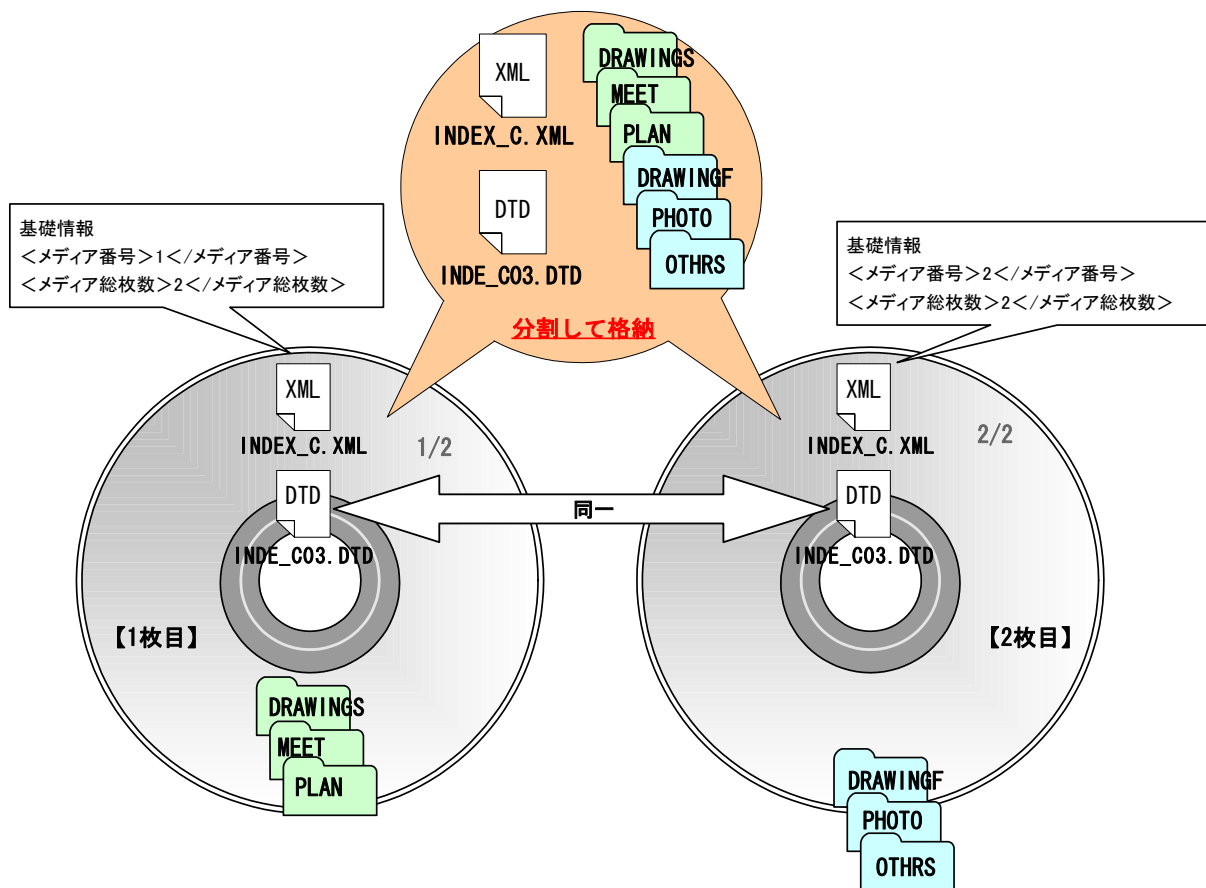 XML
INDEX_C.XML
DTD
INDE_C03.DTD
DRAWINGS
MEET
PLAN
DRAWINGF
PHOTO
OTHRS
分割して格納
基礎情報
<メディア番号>1</メディア番号>
<メディア総枚数>2</メディア総枚数>
基礎情報
<メディア番号>2</メディア番号>
<メディア総枚数>2</メディア総枚数>
XML
INDEX_C.XML
1/2
DTD
INDE_C03.DTD
【1枚目】
DRAWINGS
MEET
PLAN
同一
XML
INDEX_C.XML
2/2
DTD
INDE_C03.DTD
【2枚目】
DRAWINGF
PHOTO
OTHRS